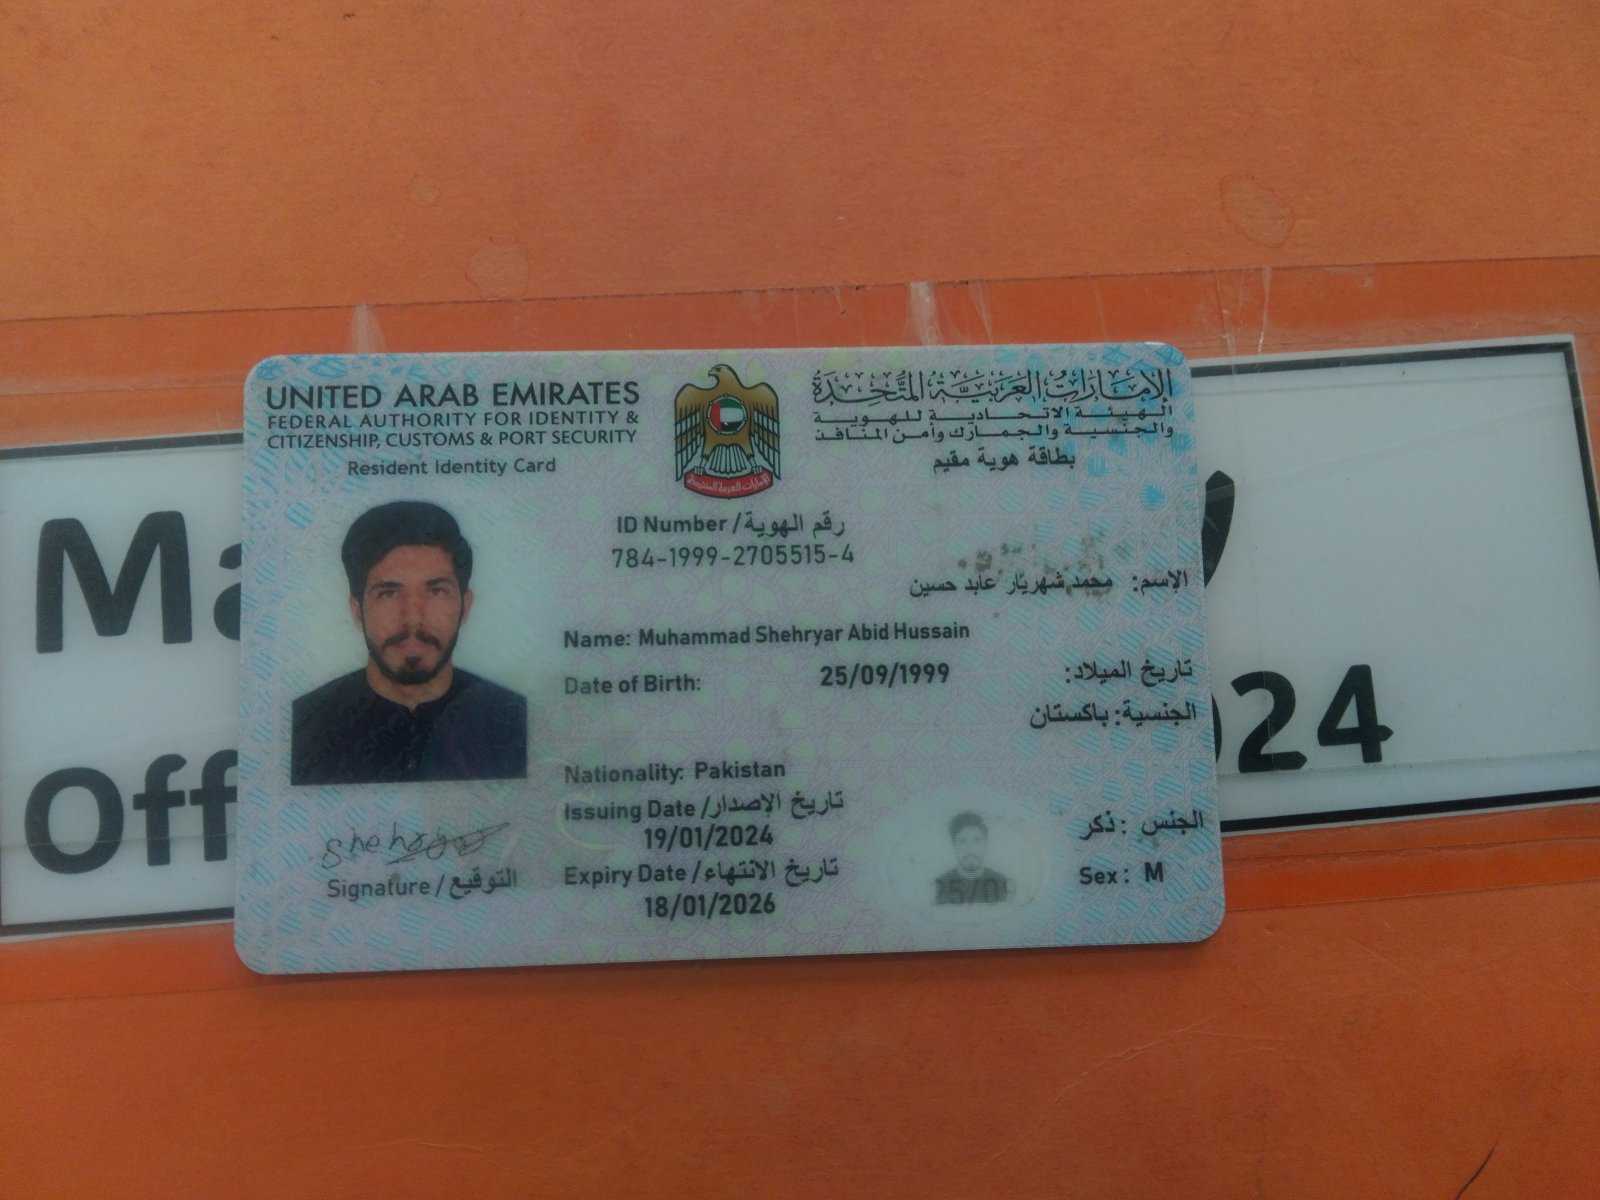 UNITED ARAB EMIRATES
FEDERAL AUTHORITY FOR IDENTITY &
CITIZENSHIP, CUSTOMS & PORT SECURITY
Resident Identity Card
الإمارات العربية المتحدة
الهيئة الاتحادية للهوية
والجنسية والجمارك وأمن المنافذ
بطاقة هوية مقيم
ID Number / رقم الهوية
784-1999-2705515-4
الإسم: محمد شهريار عابد حسين
Name: Muhammad Shehryar Abid Hussain
Date of Birth: 25/09/1999 تاريخ الميلاد:
الجنسية: باكستان
Nationality: Pakistan
Issuing Date / تاريخ الإصدار
19/01/2024
Expiry Date / تاريخ الانتهاء
18/01/2026
الجنس: ذكر
Sex: M
Signature / التوقيع
25/09
Ma
Off
024